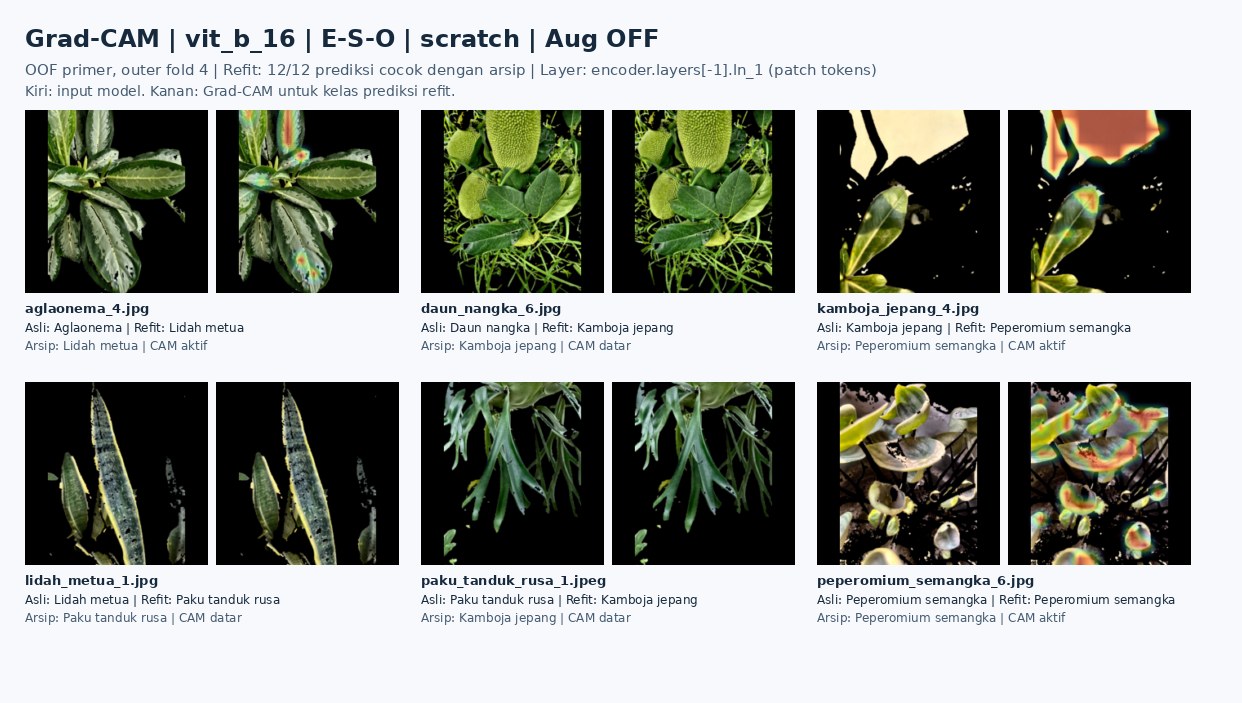 Grad-CAM | vit_b_16 | E-S-O | scratch | Aug OFF
OOF primer, outer fold 4 | Refit: 12/12 prediksi cocok dengan arsip | Layer: encoder.layers[-1].ln_1 (patch tokens)
Kiri: input model. Kanan: Grad-CAM untuk kelas prediksi refit.
aglaonema_4.jpg
Asli: Aglaonema | Refit: Lidah metua
Arsip: Lidah metua | CAM aktif
daun_nangka_6.jpg
Asli: Daun nangka | Refit: Kamboja jepang
Arsip: Kamboja jepang | CAM datar
kamboja_jepang_4.jpg
Asli: Kamboja jepang | Refit: Peperomium semangka
Arsip: Peperomium semangka | CAM aktif
lidah_metua_1.jpg
Asli: Lidah metua | Refit: Paku tanduk rusa
Arsip: Paku tanduk rusa | CAM datar
paku_tanduk_rusa_1.jpeg
Asli: Paku tanduk rusa | Refit: Kamboja jepang
Arsip: Kamboja jepang | CAM datar
peperomium_semangka_6.jpg
Asli: Peperomium semangka | Refit: Peperomium semangka
Arsip: Peperomium semangka | CAM aktif